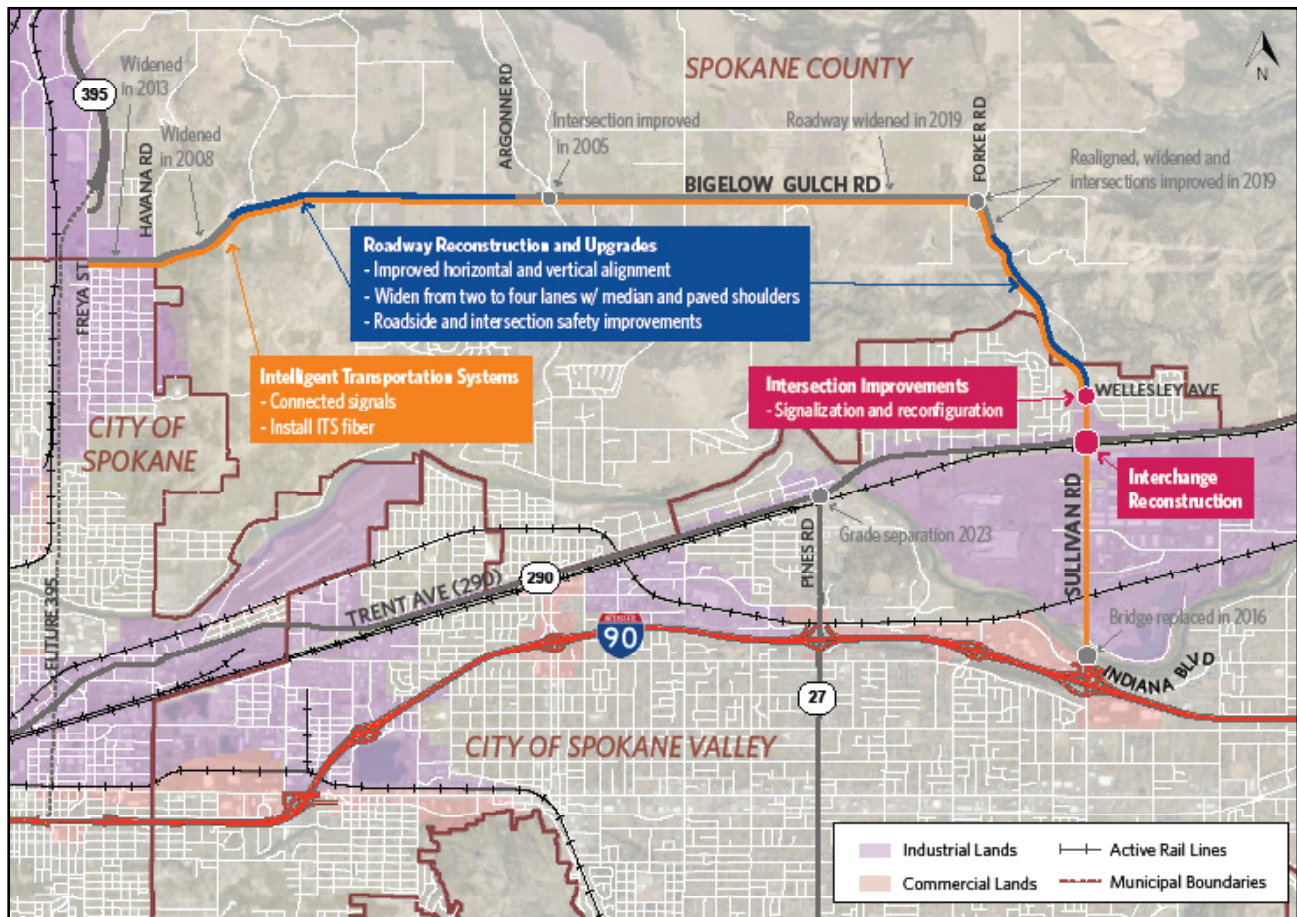 SPOKANE COUNTY
N
395
Widened
in 2013
HAVANA RD
Widened
in 2008
ARGONNE RD
Intersection improved
in 2005
Roadway widened in 2019
FORKER RD
BIGELOW GULCH RD
Realigned, widened and
intersections improved in 2019
FREYA ST
Roadway Reconstruction and Upgrades
- Improved horizontal and vertical alignment
- Widen from two to four lanes w/ median and paved shoulders
- Roadside and intersection safety improvements
Intelligent Transportation Systems
- Connected signals
- Install ITS fiber
Intersection Improvements
- Signalization and reconfiguration
WELLESLEY AVE
CITY OF
SPOKANE
Interchange
Reconstruction
PINES RD
Grade separation 2023
SULLIVAN RD
TRENT AVE (290)
290
FUTURE 395
INTERSTATE
90
Bridge replaced in 2016
INDIANA BLVD
27
CITY OF SPOKANE VALLEY
Industrial Lands
Active Rail Lines
Commercial Lands
Municipal Boundaries